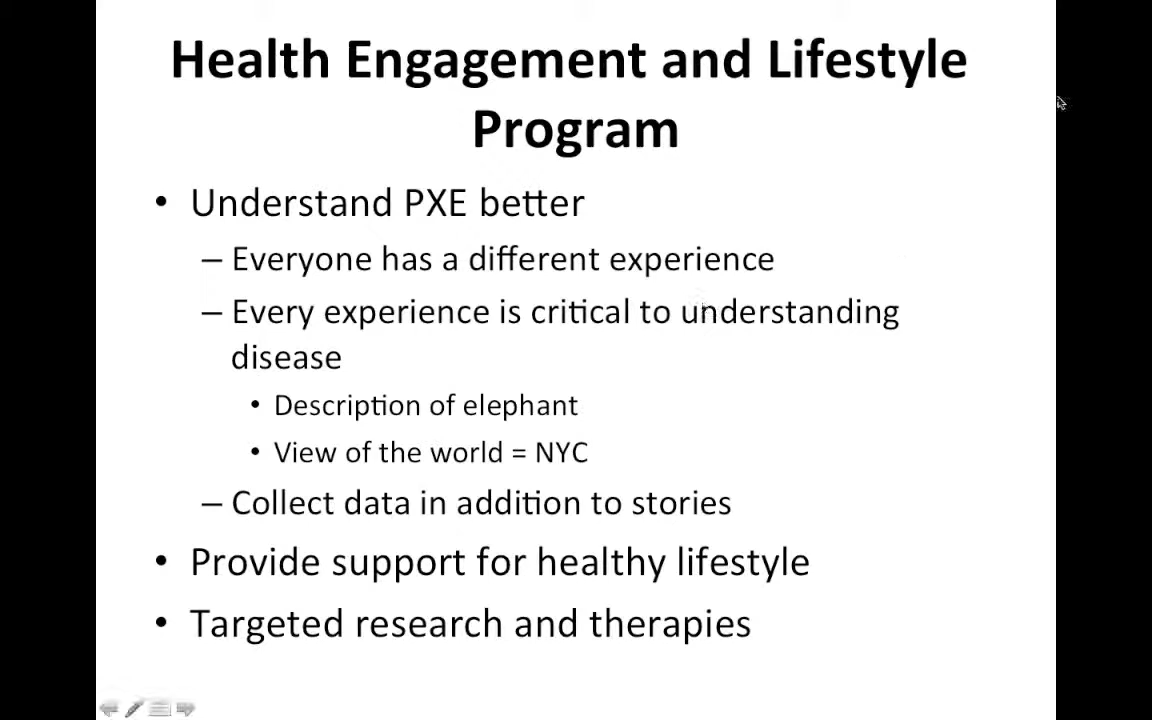 Health Engagement and Lifestyle
Program
• Understand PXE better
– Everyone has a different experience
– Every experience is critical to understanding
disease
• Description of elephant
• View of the world = NYC
– Collect data in addition to stories
• Provide support for healthy lifestyle
• Targeted research and therapies